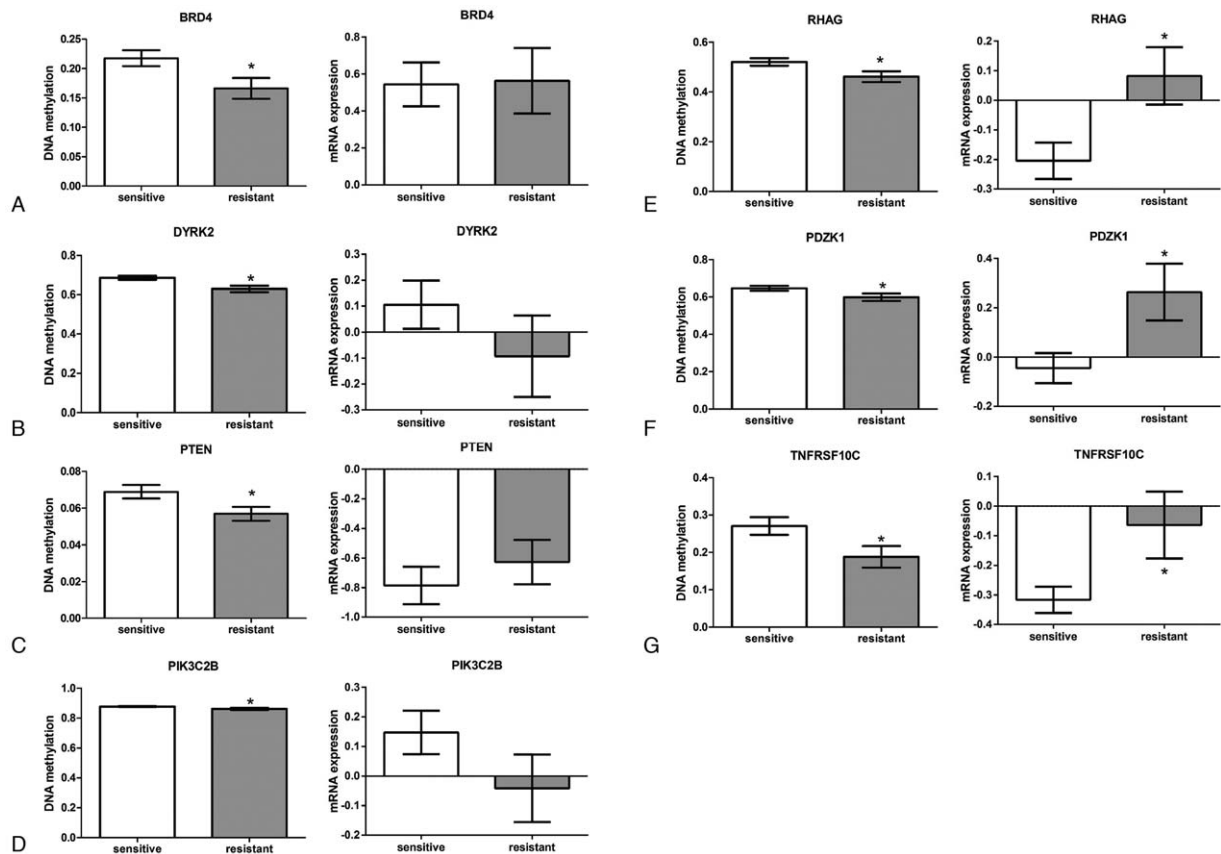 BRD4
DNA methylation
0.25
0.20
0.15
0.10
0.05
0.00
*
sensitive
resistant
BRD4
mRNA expression
0.8
0.6
0.4
0.2
0.0
sensitive
resistant
A
DYRK2
DNA methylation
0.8
0.6
0.4
0.2
0.0
*
sensitive
resistant
DYRK2
mRNA expression
0.3
0.2
0.1
0.0
-0.1
-0.2
-0.3
sensitive
resistant
B
PTEN
DNA methylation
0.08
0.06
0.04
0.02
0.00
*
sensitive
resistant
PTEN
mRNA expression
0.0
-0.2
-0.4
-0.6
-0.8
-1.0
sensitive
resistant
C
PIK3C2B
DNA methylation
1.0
0.8
0.6
0.4
0.2
0.0
*
sensitive
resistant
PIK3C2B
mRNA expression
0.3
0.2
0.1
0.0
-0.1
-0.2
sensitive
resistant
D
RHAG
DNA methylation
0.6
0.4
0.2
0.0
*
sensitive
resistant
RHAG
mRNA expression
0.2
0.1
0.0
-0.1
-0.2
-0.3
*
sensitive
resistant
E
PDZK1
DNA methylation
0.8
0.6
0.4
0.2
0.0
*
sensitive
resistant
PDZK1
mRNA expression
0.6
0.4
0.2
0.0
-0.2
*
sensitive
resistant
F
TNFRSF10C
DNA methylation
0.4
0.3
0.2
0.1
0.0
*
sensitive
resistant
TNFRSF10C
mRNA expression
0.1
0.0
-0.1
-0.2
-0.3
-0.4
*
sensitive
resistant
G